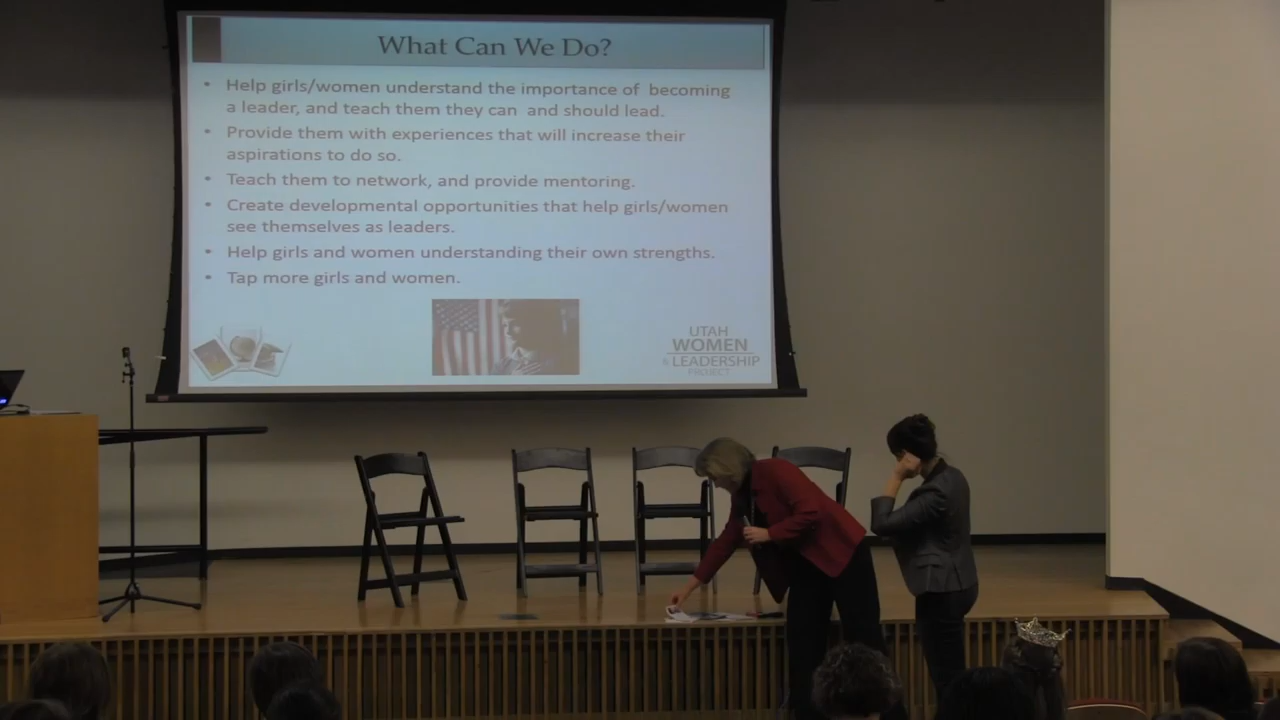 What Can We Do?
• Help girls/women understand the importance of becoming
a leader, and teach them they can and should lead.
• Provide them with experiences that will increase their
aspirations to do so.
• Teach them to network, and provide mentoring.
• Create developmental opportunities that help girls/women
see themselves as leaders.
• Help girls and women understanding their own strengths.
• Tap more girls and women.
UTAH
WOMEN
& LEADERSHIP
PROJECT